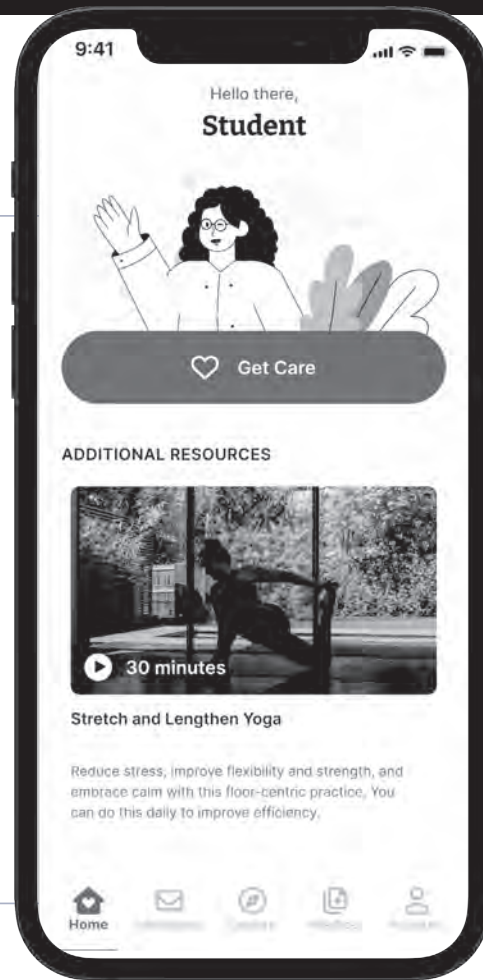 9:41
Hello there,
Student
Get Care
ADDITIONAL RESOURCES
30 minutes
Stretch and Lengthen Yoga
Reduce stress, improve flexibility and strength, and
embrace calm with this floor-centric practice. You
can do this daily to improve efficiency.
Home